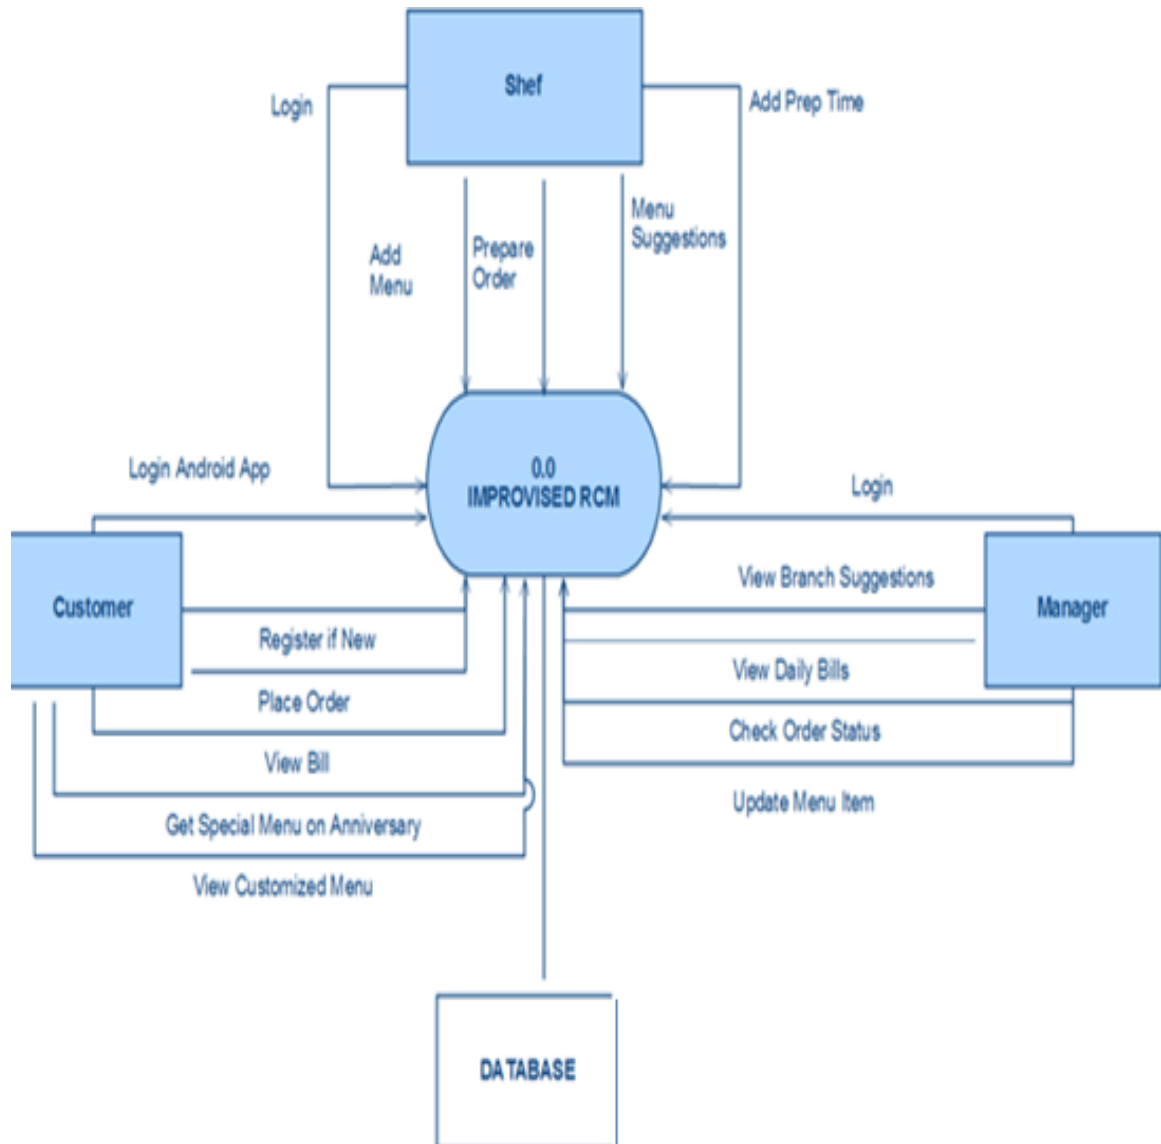 Shef
Login
Add Prep Time
Menu
Suggestions
Add
Menu
Prepare
Order
0.0
IMPROVISED RCM
Login Android App
Login
Customer
View Branch Suggestions
Manager
Register if New
View Daily Bills
Place Order
Check Order Status
View Bill
Update Menu Item
Get Special Menu on Anniversary
View Customized Menu
DATABASE